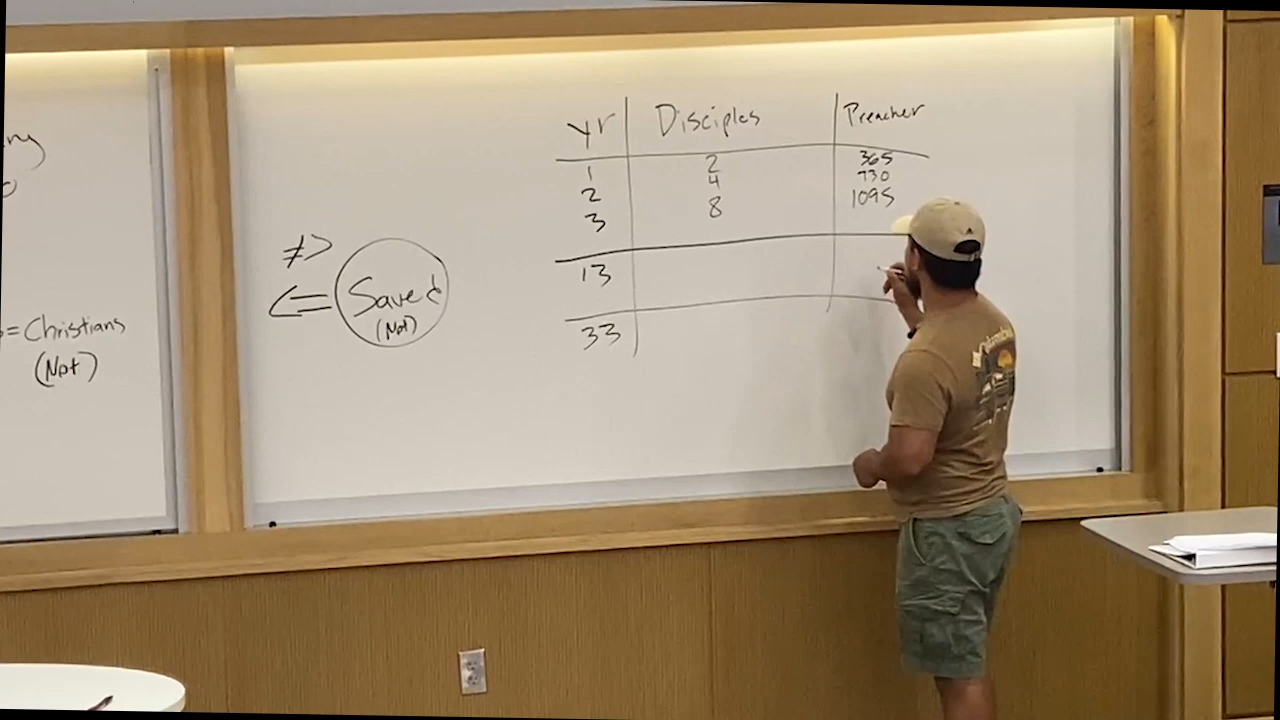 = Christians
(Not)
≠>
<=
Saved
(Not)
yr Disciples Preacher
1 2 365
2 4 730
3 8 1095
13
33